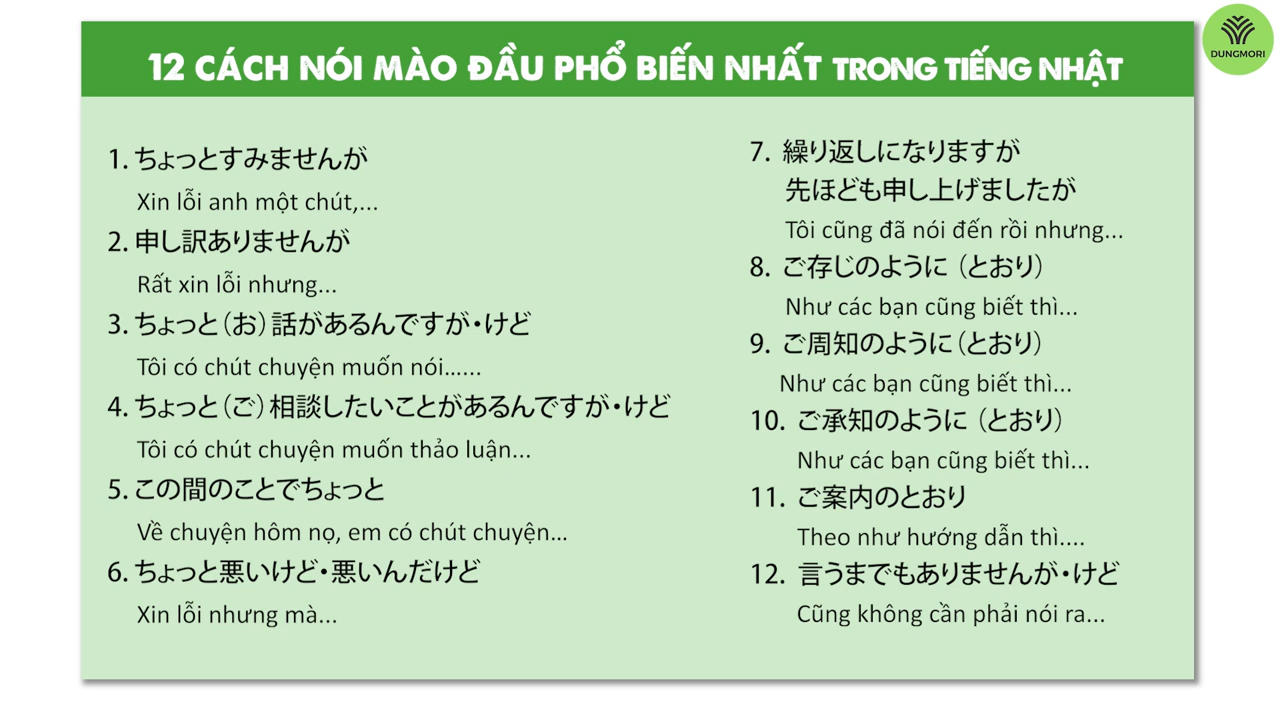 12 CÁCH NÓI MÀO ĐẦU PHỔ BIẾN NHẤT TRONG TIẾNG NHẬT
DUNGMORI
1. ちょっとすみませんが
Xin lỗi anh một chút,...
2. 申し訳ありませんが
Rất xin lỗi nhưng...
3. ちょっと（お）話があるんですが・けど
Tôi có chút chuyện muốn nói......
4. ちょっと（ご）相談したいことがあるんですが・けど
Tôi có chút chuyện muốn thảo luận...
5. この間のことでちょっと
Về chuyện hôm nọ, em có chút chuyện...
6. ちょっと悪いけど・悪いんだけど
Xin lỗi nhưng mà...
7. 繰り返しになりますが
先ほども申し上げましたが
Tôi cũng đã nói đến rồi nhưng...
8. ご存じのように（とおり）
Như các bạn cũng biết thì...
9. ご周知のように（とおり）
Như các bạn cũng biết thì...
10. ご承知のように（とおり）
Như các bạn cũng biết thì...
11. ご案内のとおり
Theo như hướng dẫn thì....
12. 言うまでもありませんが・けど
Cũng không cần phải nói ra...